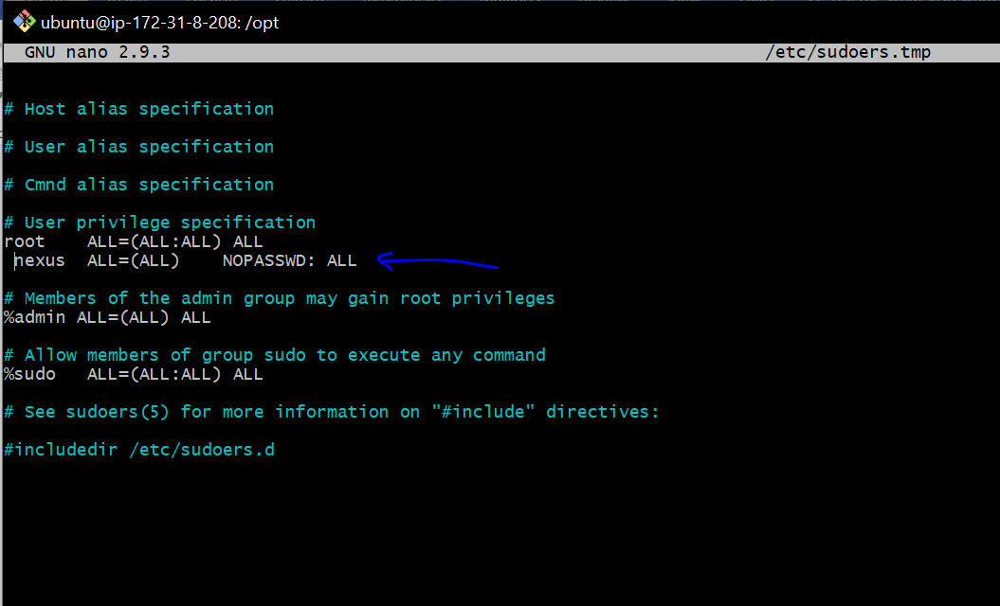 ubuntu@ip-172-31-8-208: /opt
GNU nano 2.9.3 /etc/sudoers.tmp
# Host alias specification
# User alias specification
# Cmnd alias specification
# User privilege specification
root    ALL=(ALL:ALL) ALL
 nexus  ALL=(ALL)    NOPASSWD: ALL
# Members of the admin group may gain root privileges
%admin ALL=(ALL) ALL
# Allow members of group sudo to execute any command
%sudo   ALL=(ALL:ALL) ALL
# See sudoers(5) for more information on "#include" directives:
#includedir /etc/sudoers.d